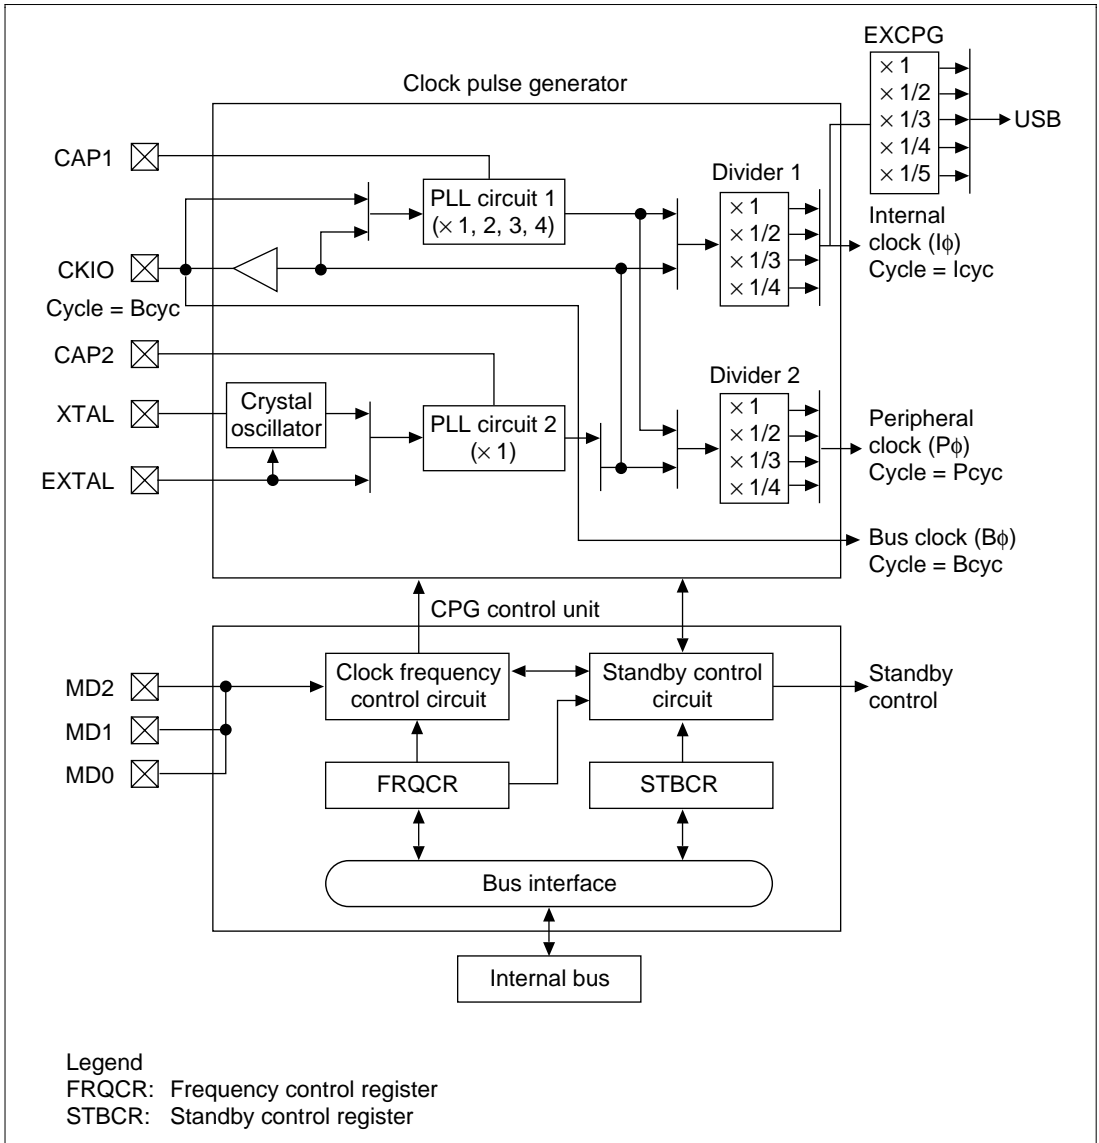 EXCPG
× 1
× 1/2
× 1/3
× 1/4
× 1/5
USB
Clock pulse generator
CAP1
PLL circuit 1
(× 1, 2, 3, 4)
Divider 1
× 1
× 1/2
× 1/3
× 1/4
Internal
clock (Iϕ)
Cycle = Icyc
CKIO
Cycle = Bcyc
CAP2
XTAL
Crystal
oscillator
EXTAL
PLL circuit 2
(× 1)
Divider 2
× 1
× 1/2
× 1/3
× 1/4
Peripheral
clock (Pϕ)
Cycle = Pcyc
Bus clock (Bϕ)
Cycle = Bcyc
CPG control unit
MD2
MD1
MD0
Clock frequency
control circuit
Standby control
circuit
Standby
control
FRQCR
STBCR
Bus interface
Internal bus
Legend
FRQCR: Frequency control register
STBCR: Standby control register